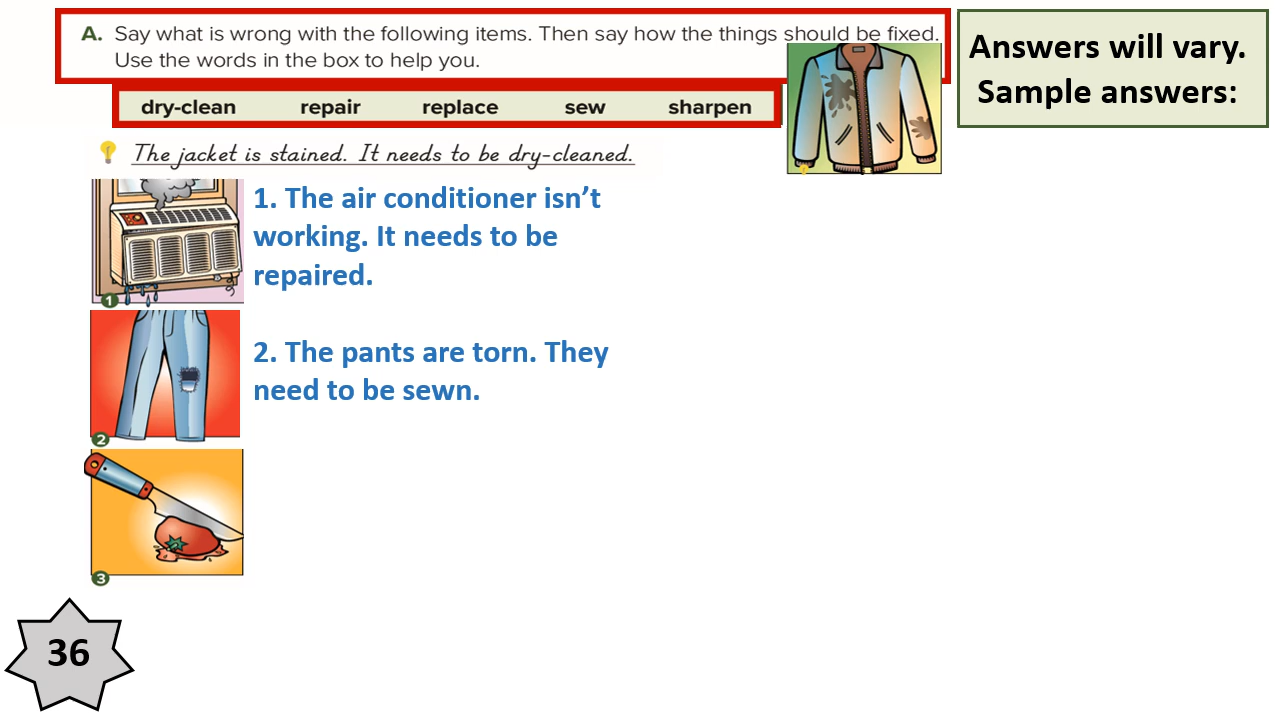 A. Say what is wrong with the following items. Then say how the things should be fixed.
Use the words in the box to help you.
Answers will vary.
Sample answers:
dry-clean repair replace sew sharpen
The jacket is stained. It needs to be dry-cleaned.
1. The air conditioner isn’t
working. It needs to be
repaired.
1
2. The pants are torn. They
need to be sewn.
2
3
36